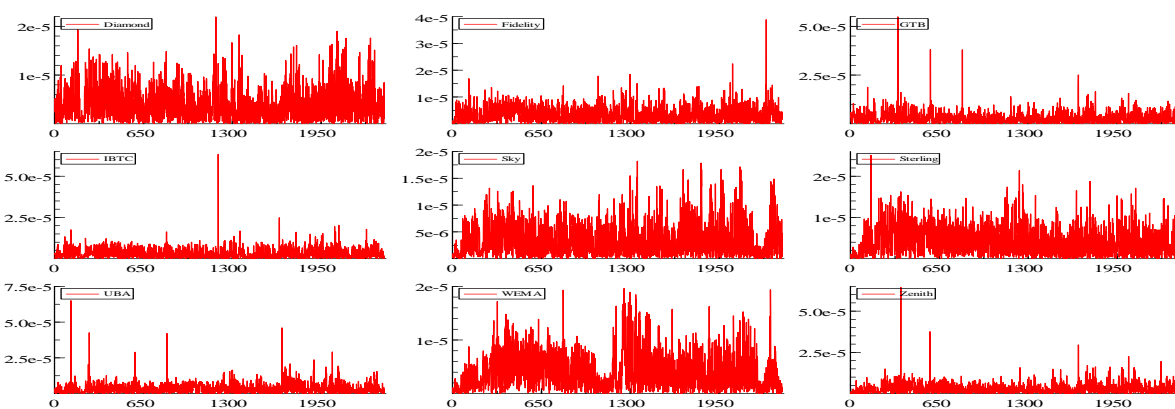 2e-5 Diamond
1e-5
0 650 1300 1950
4e-5 Fidelity
3e-5
2e-5
1e-5
0 650 1300 1950
5.0e-5 GTB
2.5e-5
0 650 1300 1950
IBTC
5.0e-5
2.5e-5
0 650 1300 1950
2e-5 Sky
1.5e-5
1e-5
5e-6
0 650 1300 1950
Sterling
2e-5
1e-5
0 650 1300 1950
7.5e-5 UBA
5.0e-5
2.5e-5
0 650 1300 1950
2e-5 WEMA
1e-5
0 650 1300 1950
Zenith
5.0e-5
2.5e-5
0 650 1300 1950